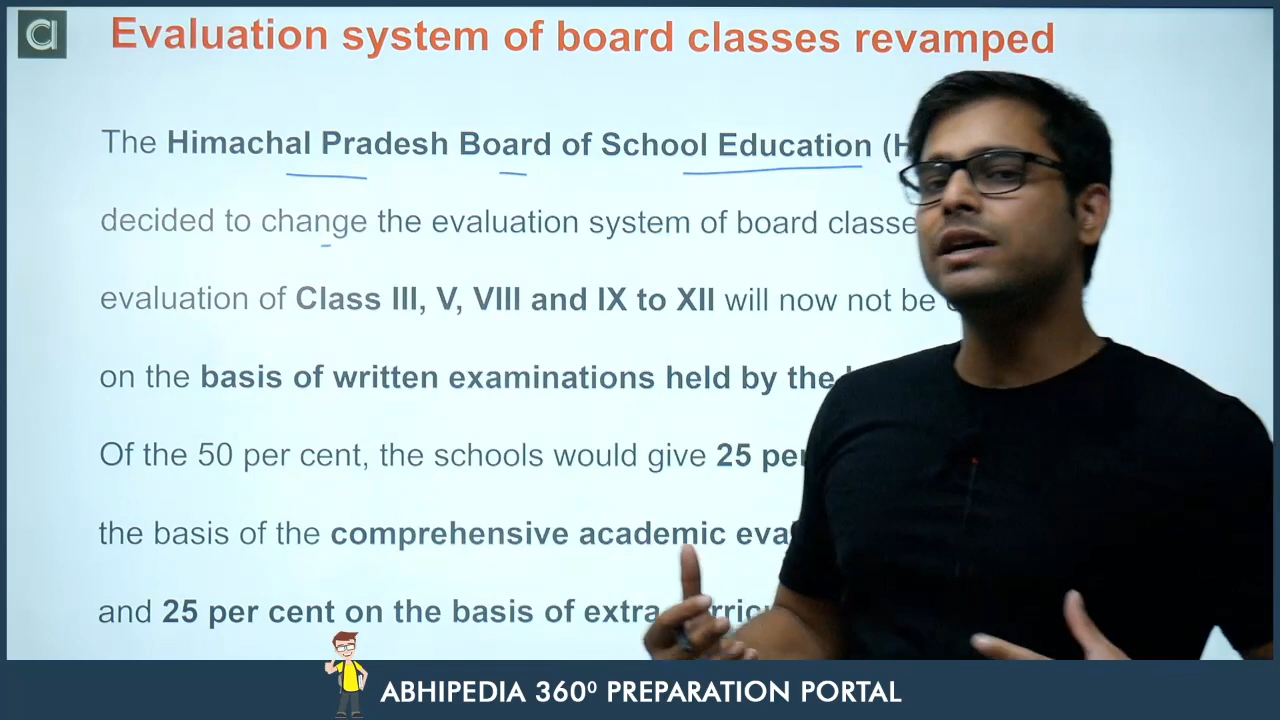 Evaluation system of board classes revamped
The Himachal Pradesh Board of School Education (H
decided to change the evaluation system of board classe
evaluation of Class III, V, VIII and IX to XII will now not be
on the basis of written examinations held by the
Of the 50 per cent, the schools would give 25 per
the basis of the comprehensive academic eval
and 25 per cent on the basis of extra
ABHIPEDIA 360⁰ PREPARATION PORTAL